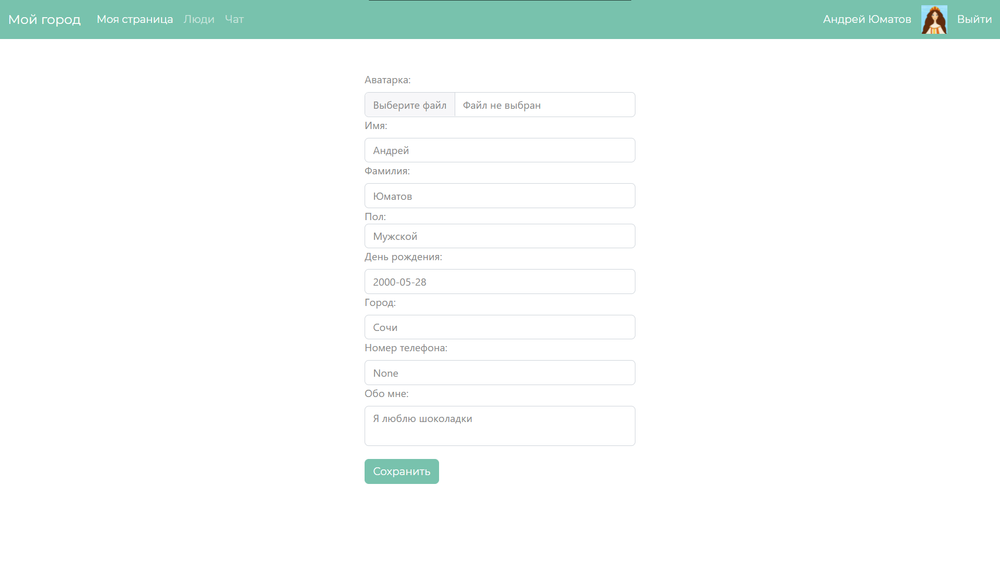 Мой город Моя страница Люди Чат Андрей Юматов Выйти
Аватарка:
Выберите файл Файл не выбран
Имя:
Андрей
Фамилия:
Юматов
Пол:
Мужской
День рождения:
2000-05-28
Город:
Сочи
Номер телефона:
None
Обо мне:
Я люблю шоколадки
Сохранить